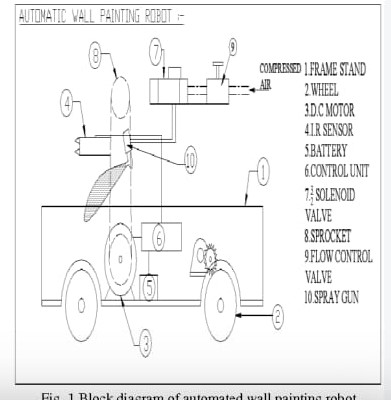 AUTOMATIC WALL PAINTING ROBOT :-
8
7
9
COMPRESSED
AIR
4
10
1
6
5
2
3
1.FRAME STAND
2.WHEEL
3.D.C MOTOR
4.I.R SENSOR
5.BATTERY
6.CONTROL UNIT
7.3/2 SOLENOID
VALVE
8.SPROCKET
9.FLOW CONTROL
VALVE
10.SPRAY GUN
Fig. 1 Block diagram of automated wall painting robot